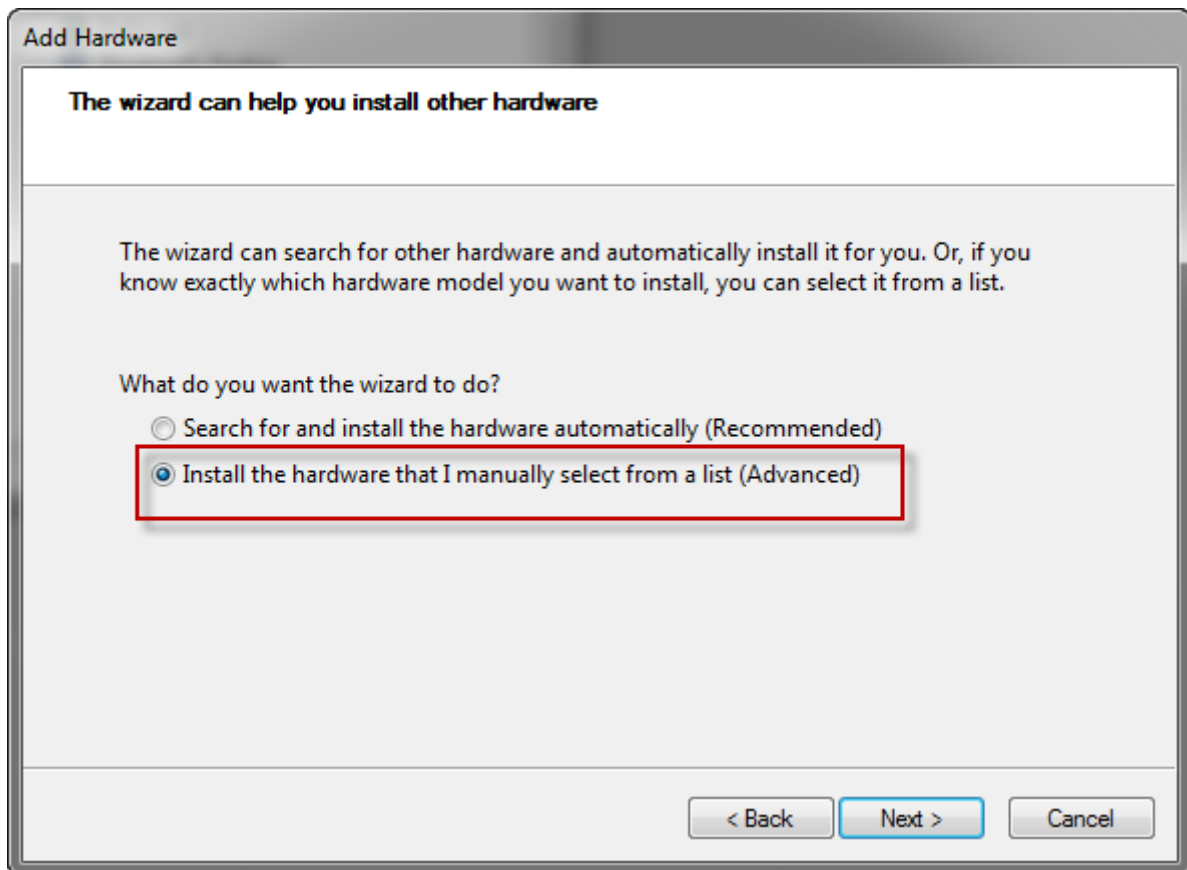 Add Hardware
The wizard can help you install other hardware
The wizard can search for other hardware and automatically install it for you. Or, if you
know exactly which hardware model you want to install, you can select it from a list.
What do you want the wizard to do?
Search for and install the hardware automatically (Recommended)
Install the hardware that I manually select from a list (Advanced)
< Back Next > Cancel